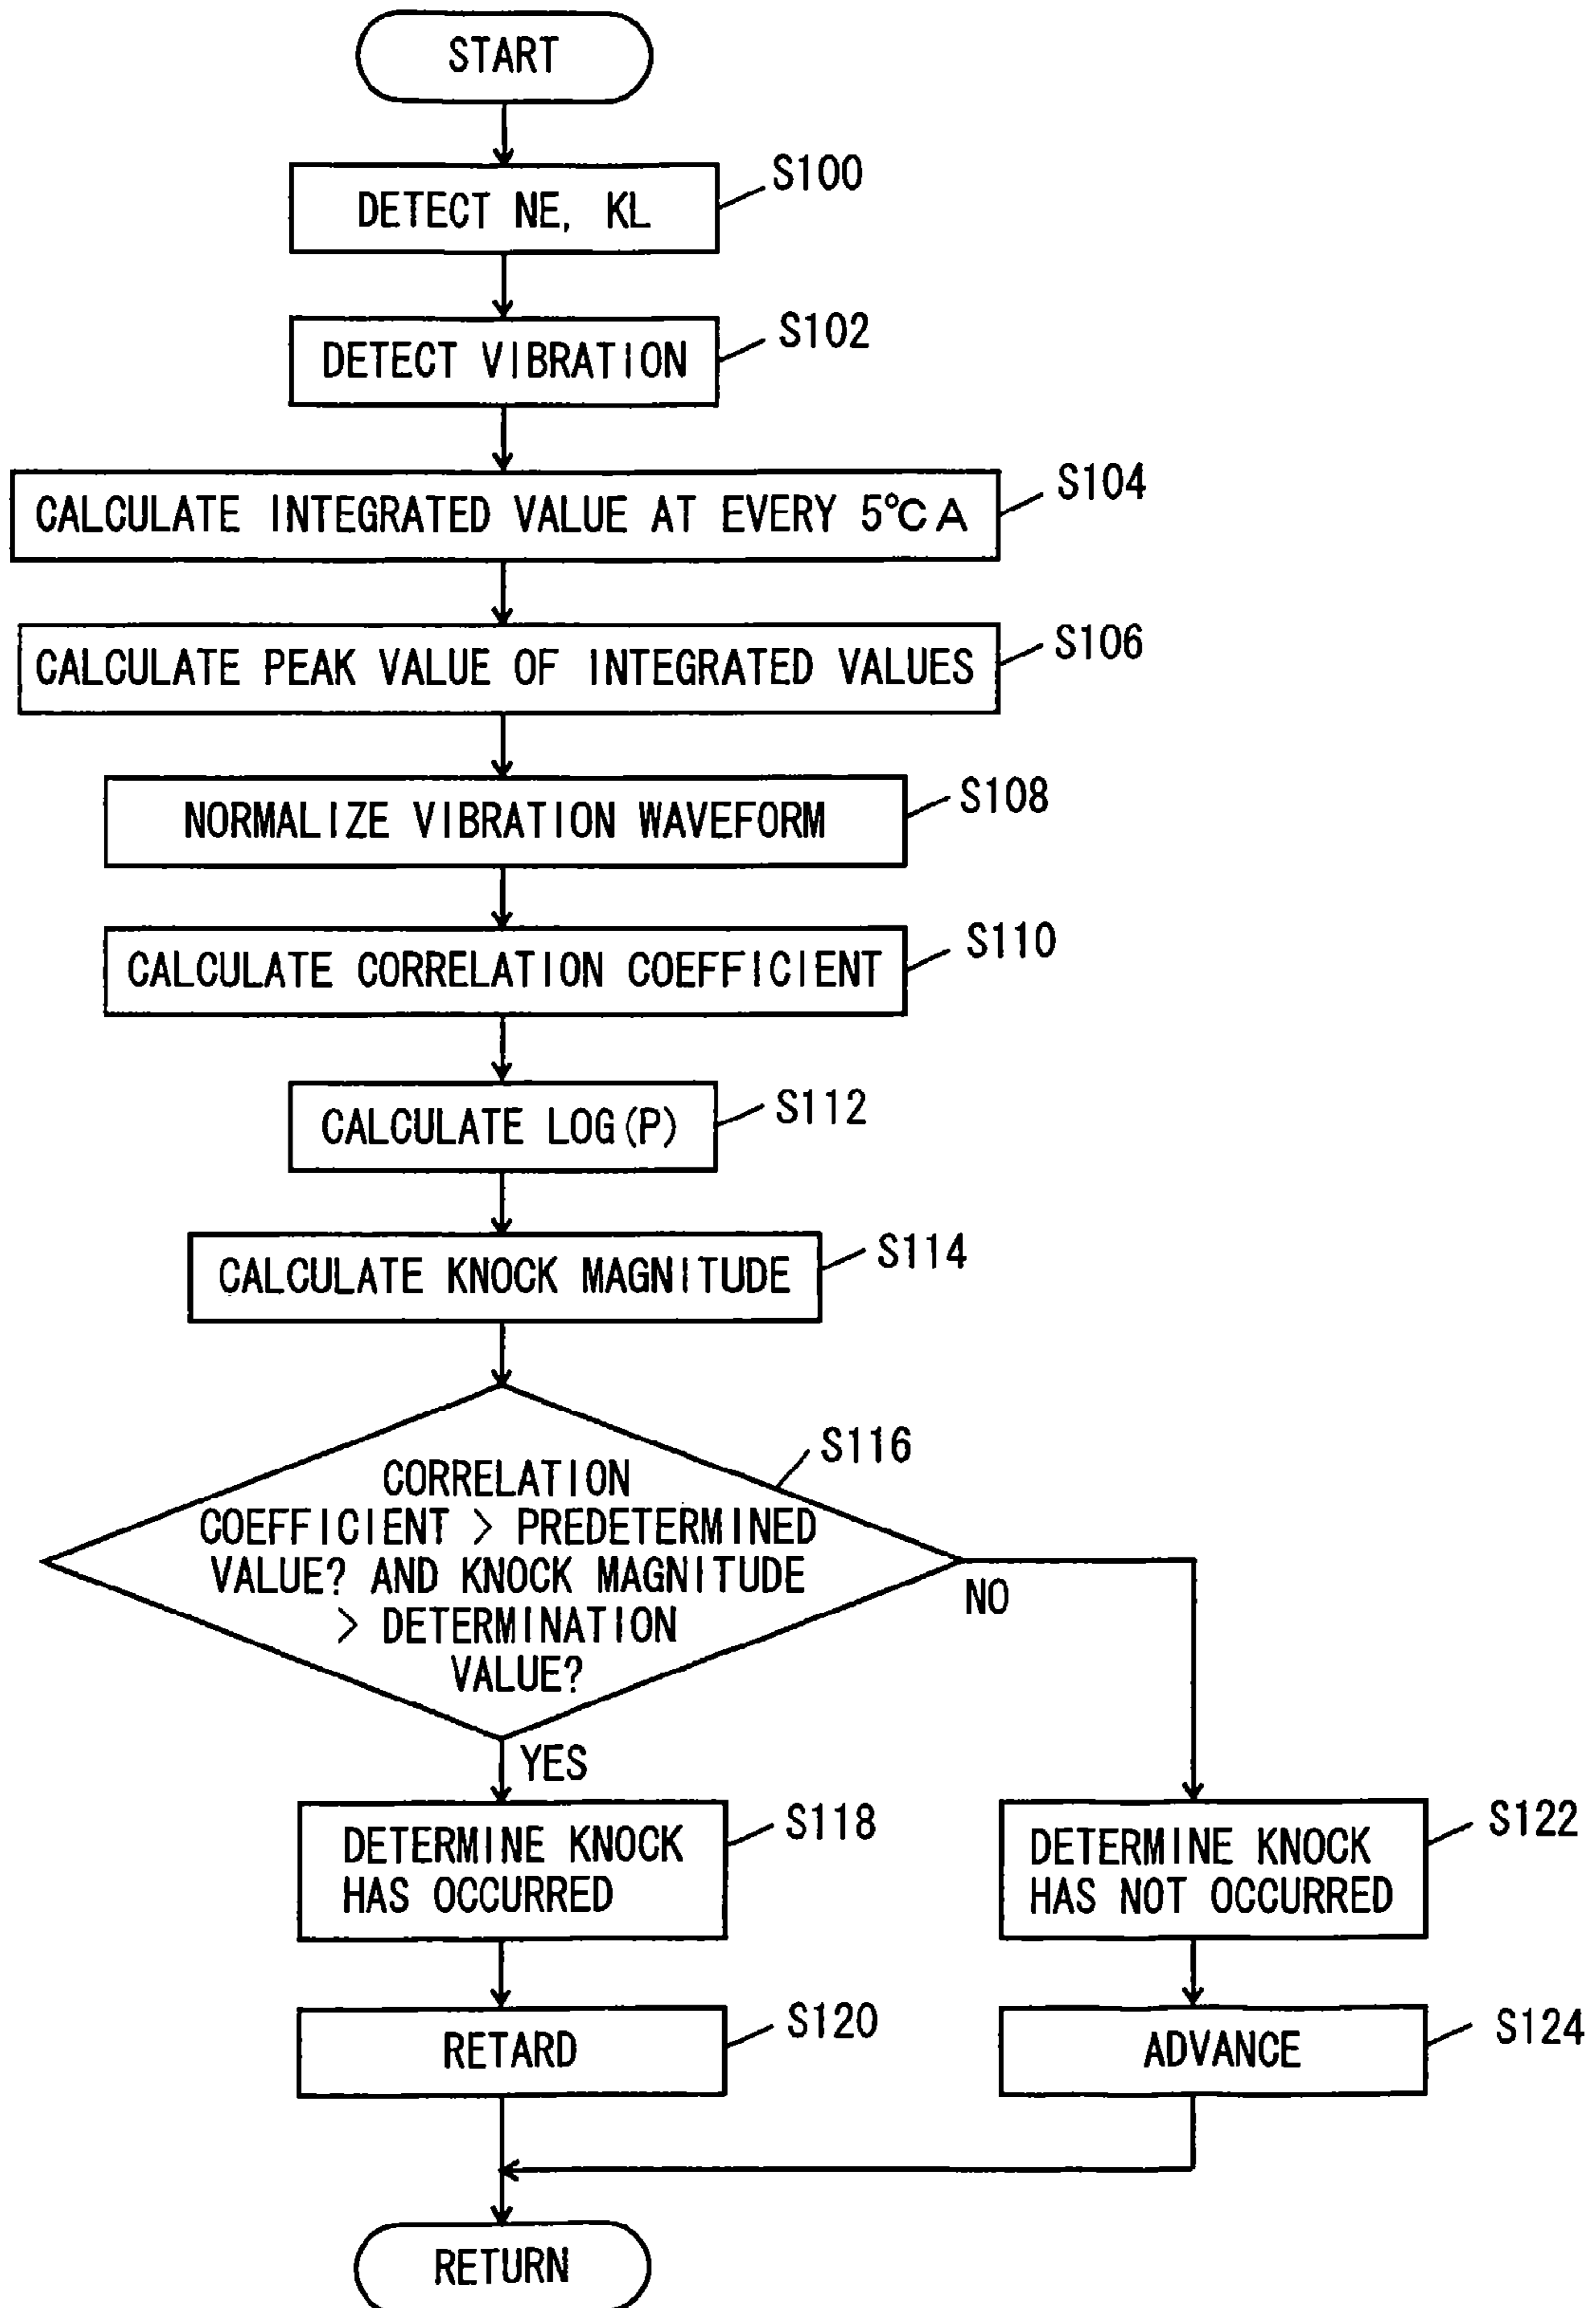 START
S100
DETECT NE, KL
S102
DETECT VIBRATION
S104
CALCULATE INTEGRATED VALUE AT EVERY 5°CA
S106
CALCULATE PEAK VALUE OF INTEGRATED VALUES
S108
NORMALIZE VIBRATION WAVEFORM
S110
CALCULATE CORRELATION COEFFICIENT
S112
CALCULATE LOG(P)
S114
CALCULATE KNOCK MAGNITUDE
S116
CORRELATION
COEFFICIENT > PREDETERMINED
VALUE? AND KNOCK MAGNITUDE
> DETERMINATION
VALUE?
NO
YES
S118
DETERMINE KNOCK
HAS OCCURRED
S122
DETERMINE KNOCK
HAS NOT OCCURRED
S120
RETARD
S124
ADVANCE
RETURN